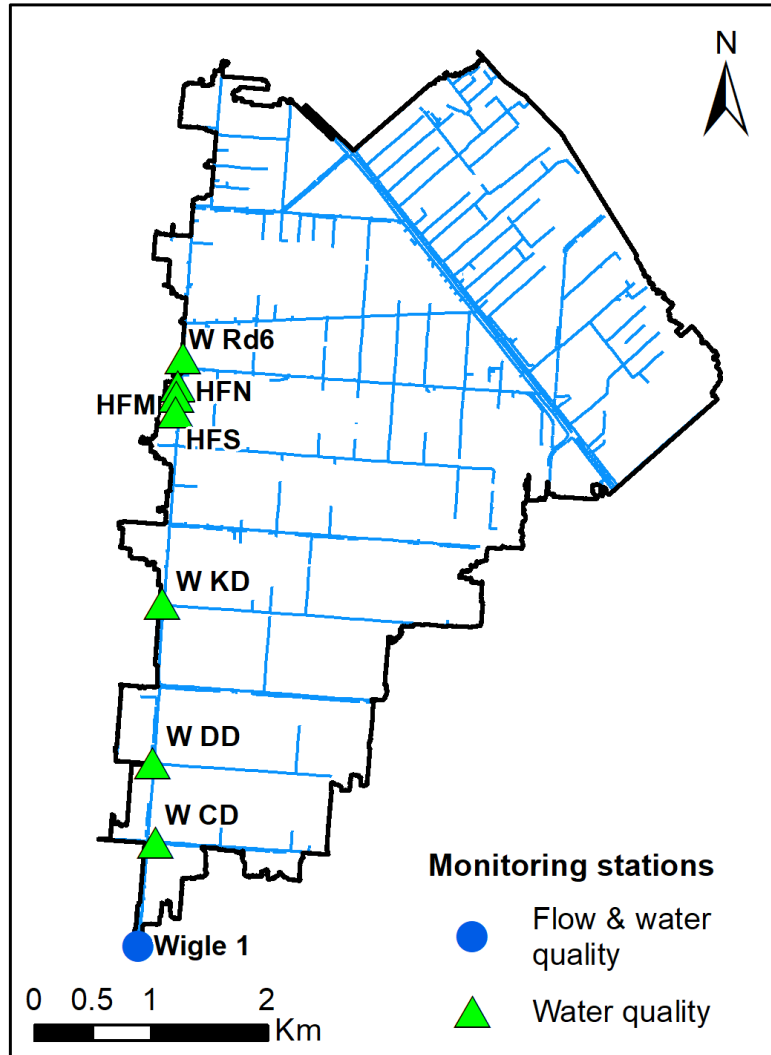 N
W Rd6
HFN
HFM
HFS
W KD
W DD
W CD
Monitoring stations
Flow & water
quality
Wigle 1
0 0.5 1 2
Km
Water quality